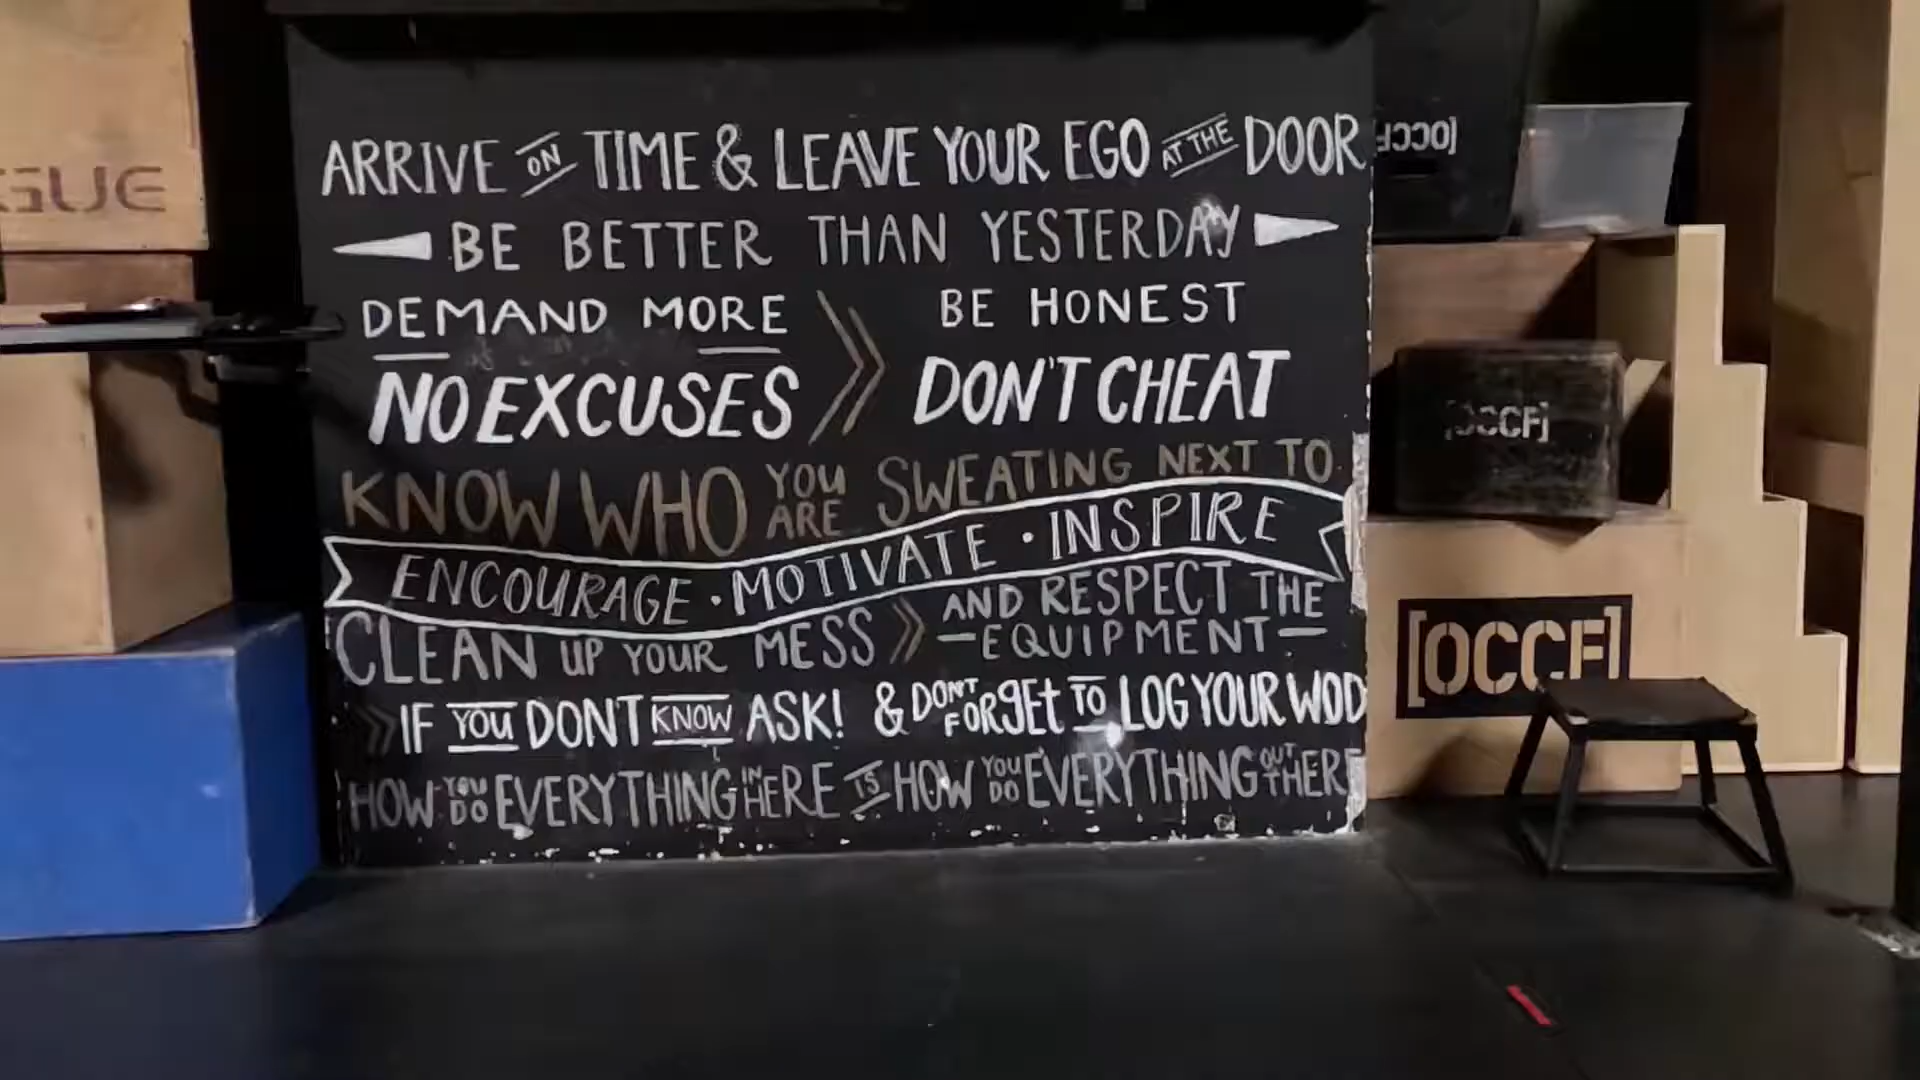 GUE
ARRIVE ON TIME & LEAVE YOUR EGO AT THE DOOR
BE BETTER THAN YESTERDAY
DEMAND MORE
NO EXCUSES
BE HONEST
DON'T CHEAT
KNOW WHO YOU ARE SWEATING NEXT TO
ENCOURAGE · MOTIVATE · INSPIRE
CLEAN UP YOUR MESS
AND RESPECT THE
EQUIPMENT
IF YOU DONT KNOW ASK! & DON'T FORGET TO LOG YOUR WOD
HOW YOU DO EVERYTHING IN HERE IS HOW YOU DO EVERYTHING OUT THERE
[OCCF]
[OCCF]
[OCCF]